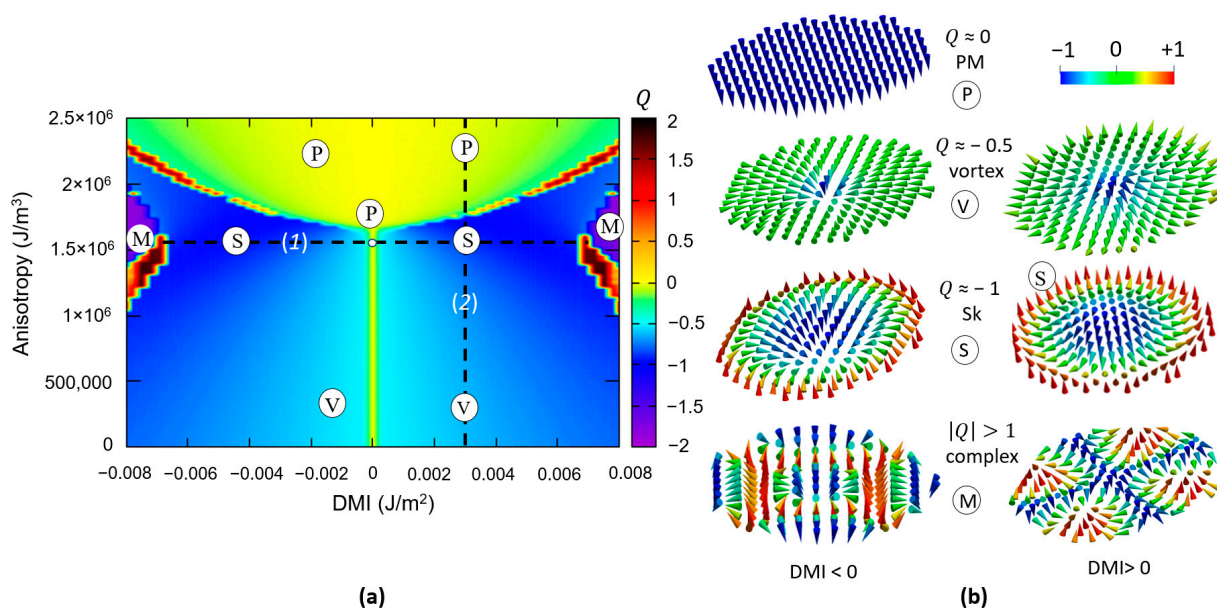 Q
2.5×10⁶
2×10⁶
1.5×10⁶
1×10⁶
500,000
0
Anisotropy (J/m³)
P
P
P
M
S
(1)
S
M
(2)
V
V
−0.008
−0.006
−0.004
−0.002
0
0.002
0.004
0.006
0.008
DMI (J/m²)
2
1.5
1
0.5
0
−0.5
−1
−1.5
−2
(a)
Q ≈ 0
PM
P
−1 0 +1
Q ≈ − 0.5
vortex
V
Q ≈ − 1
Sk
S
S
|Q| > 1
complex
M
DMI < 0
DMI> 0
(b)